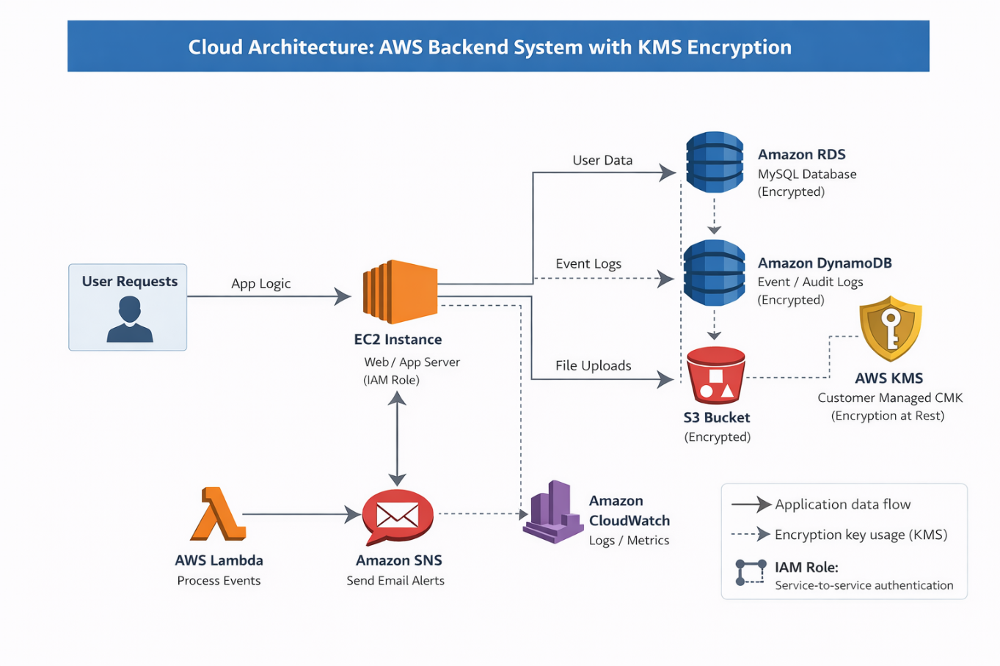 Cloud Architecture: AWS Backend System with KMS Encryption
User Data
Amazon RDS
MySQL Database
(Encrypted)
User Requests
App Logic
Event Logs
Amazon DynamoDB
Event / Audit Logs
(Encrypted)
EC2 Instance
Web / App Server
(IAM Role)
File Uploads
S3 Bucket
(Encrypted)
AWS KMS
Customer Managed CMK
(Encryption at Rest)
AWS Lambda
Process Events
Amazon SNS
Send Email Alerts
Amazon
CloudWatch
Logs / Metrics
Application data flow
Encryption key usage (KMS)
IAM Role:
Service-to-service authentication